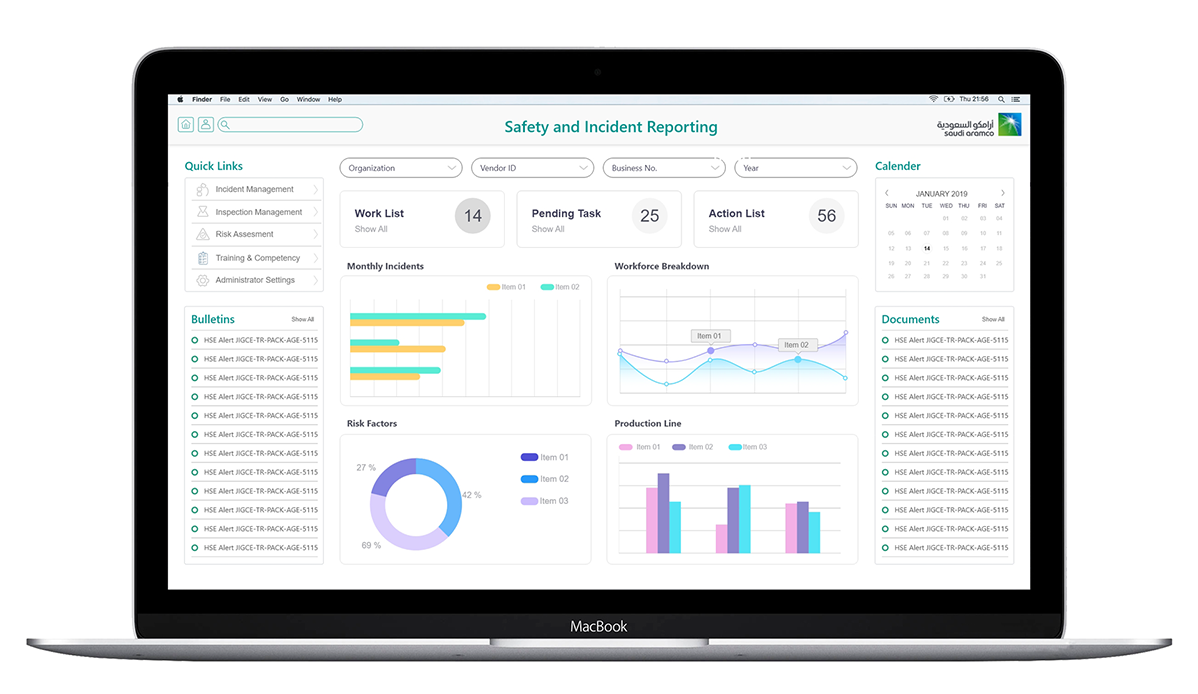 Finder File Edit View Go Window Help
Thu 21:56
Safety and Incident Reporting
أرامكو السعودية
saudi aramco
Quick Links
Incident Management
Inspection Management
Risk Assesment
Training & Competency
Administrator Settings
Organization
Vendor ID
Business No.
Year
Work List
Show All
14
Pending Task
Show All
25
Action List
Show All
56
Calender
JANUARY 2019
SUN MON TUE WED THU FRI SAT
01 02 03 04
05 06 07 08 09 10 11
12 13 14 15 16 17 18
19 20 21 22 23 24 25
26 27 28 29 30 31
Bulletins
Show All
HSE Alert JIGCE-TR-PACK-AGE-5115
HSE Alert JIGCE-TR-PACK-AGE-5115
HSE Alert JIGCE-TR-PACK-AGE-5115
HSE Alert JIGCE-TR-PACK-AGE-5115
HSE Alert JIGCE-TR-PACK-AGE-5115
HSE Alert JIGCE-TR-PACK-AGE-5115
HSE Alert JIGCE-TR-PACK-AGE-5115
HSE Alert JIGCE-TR-PACK-AGE-5115
HSE Alert JIGCE-TR-PACK-AGE-5115
HSE Alert JIGCE-TR-PACK-AGE-5115
HSE Alert JIGCE-TR-PACK-AGE-5115
HSE Alert JIGCE-TR-PACK-AGE-5115
Monthly Incidents
Item 01
Item 02
Workforce Breakdown
Item 01
Item 02
Risk Factors
27 %
42 %
69 %
Item 01
Item 02
Item 03
Production Line
Item 01
Item 02
Item 03
Documents
Show All
HSE Alert JIGCE-TR-PACK-AGE-5115
HSE Alert JIGCE-TR-PACK-AGE-5115
HSE Alert JIGCE-TR-PACK-AGE-5115
HSE Alert JIGCE-TR-PACK-AGE-5115
HSE Alert JIGCE-TR-PACK-AGE-5115
HSE Alert JIGCE-TR-PACK-AGE-5115
HSE Alert JIGCE-TR-PACK-AGE-5115
HSE Alert JIGCE-TR-PACK-AGE-5115
HSE Alert JIGCE-TR-PACK-AGE-5115
HSE Alert JIGCE-TR-PACK-AGE-5115
HSE Alert JIGCE-TR-PACK-AGE-5115
HSE Alert JIGCE-TR-PACK-AGE-5115
MacBook